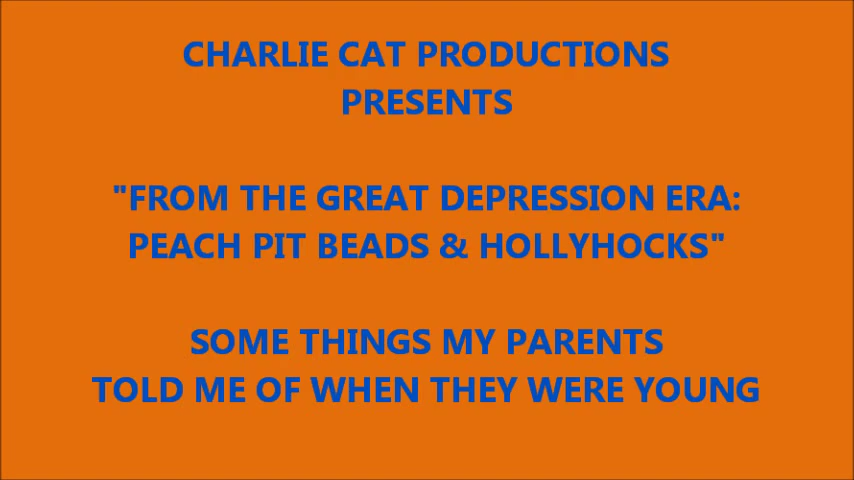 CHARLIE CAT PRODUCTIONS
PRESENTS
"FROM THE GREAT DEPRESSION ERA:
PEACH PIT BEADS & HOLLYHOCKS"
SOME THINGS MY PARENTS
TOLD ME OF WHEN THEY WERE YOUNG